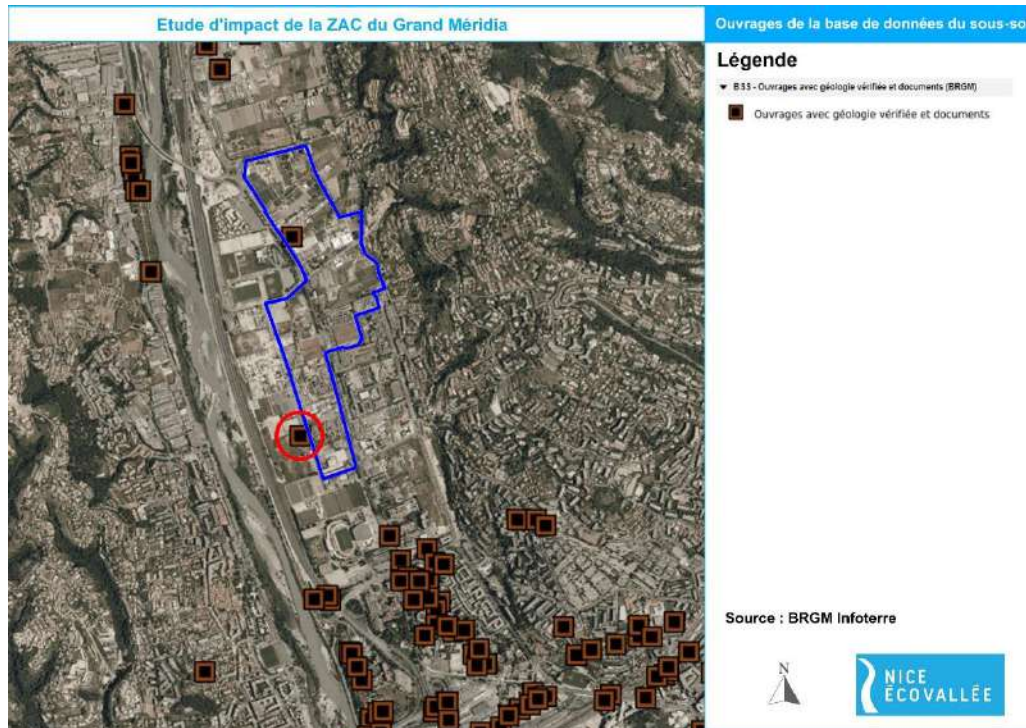 Etude d'impact de la ZAC du Grand Méridia
Ouvrages de la base de données du sous-so
Légende
B33 - Ouvrages avec géologie vérifiée et documents (BRGM)
Ouvrages avec géologie vérifiée et documents
Source : BRGM Infoterre
N
NICE
ÉCOVALLÉE